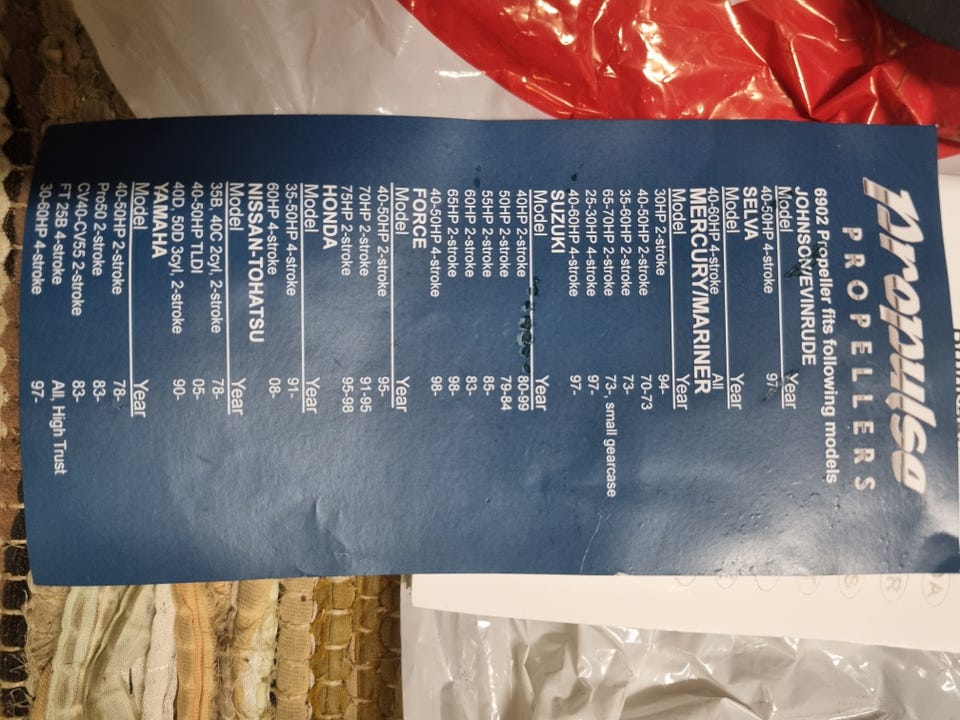 Propulse
PROPELLERS
6902 Propeller fits following models
JOHNSON/EVINRUDE
Model Year
40-50HP 4-stroke 97-
SELVA
Model Year
40-60HP 4-stroke All
MERCURY/MARINER
Model Year
30HP 2-stroke 94-
40-50HP 2-stroke 70-73
35-60HP 2-stroke 73-
65-70HP 2-stroke 73-, small gearcase
25-30HP 4-stroke 97-
40-60HP 4-stroke 97-
SUZUKI
Model Year
40HP 2-stroke 80-99
50HP 2-stroke 79-84
55HP 2-stroke 85-
60HP 2-stroke 83-
65HP 2-stroke 98-
40-50HP 4-stroke 98-
FORCE
Model Year
40-50HP 2-stroke 95-
70HP 2-stroke 91-95
75HP 2-stroke 95-98
HONDA
Model Year
35-50HP 4-stroke 91-
60HP 4-stroke 08-
NISSAN-TOHATSU
Model Year
35B, 40C 2cyl, 2-stroke 78-
40-50HP TLDI 05-
40D, 50D 3cyl, 2-stroke 90-
YAMAHA
Model Year
40-50HP 2-stroke 78-
Pro50 2-stroke 83-
CV40-CV55 2-stroke 83-
FT 25B 4-stroke All, High Trust
30-60HP 4-stroke 97-